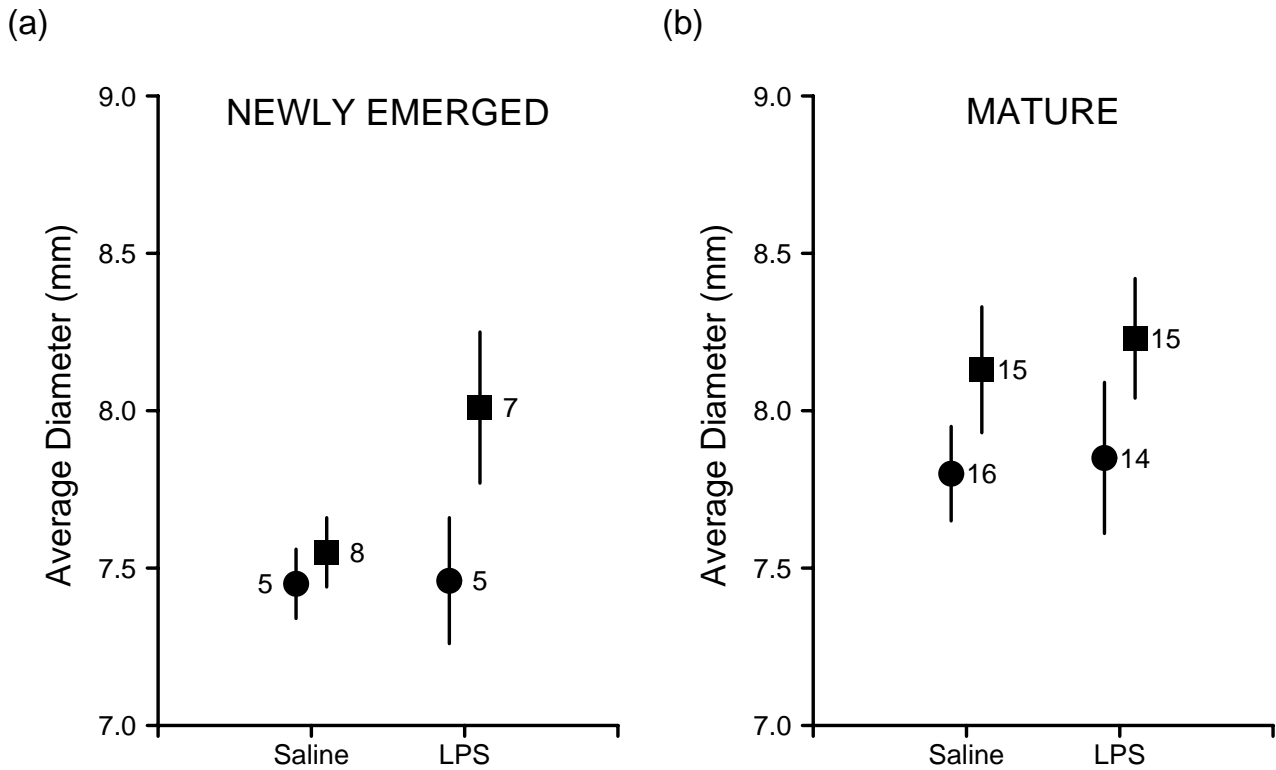 (a)
NEWLY EMERGED
Average Diameter (mm)
9.0
8.5
8.0
7.5
7.0
5
8
5
7
Saline
LPS
(b)
MATURE
Average Diameter (mm)
9.0
8.5
8.0
7.5
7.0
16
15
14
15
Saline
LPS